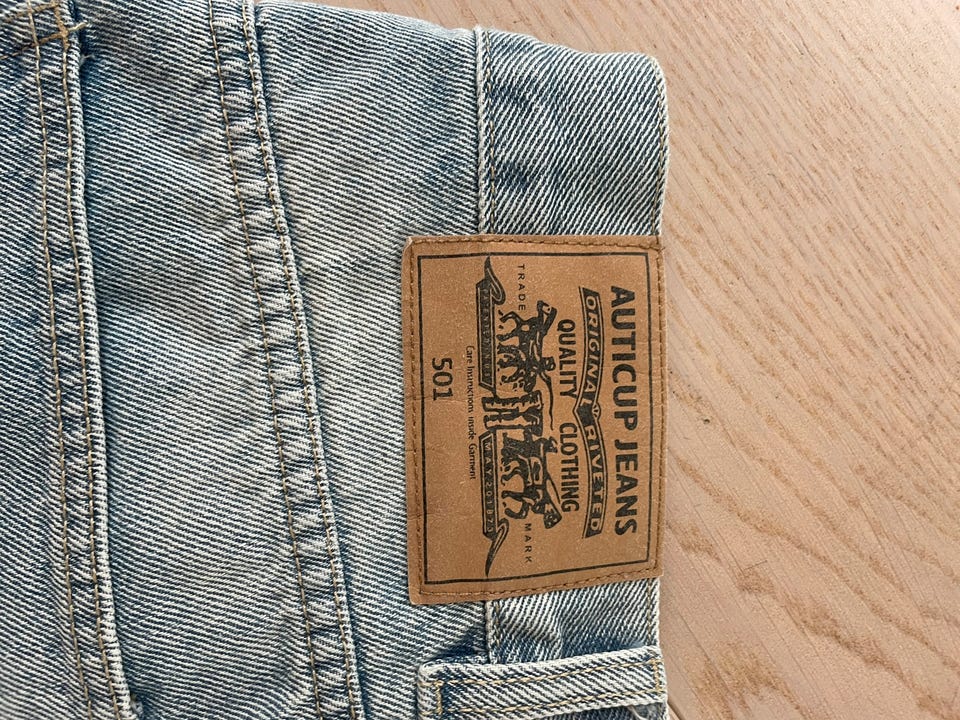 AUTICUP JEANS
ORIGINAL RIVETED
QUALITY CLOTHING
TRADE MARK
Care Instructions inside Garment
501